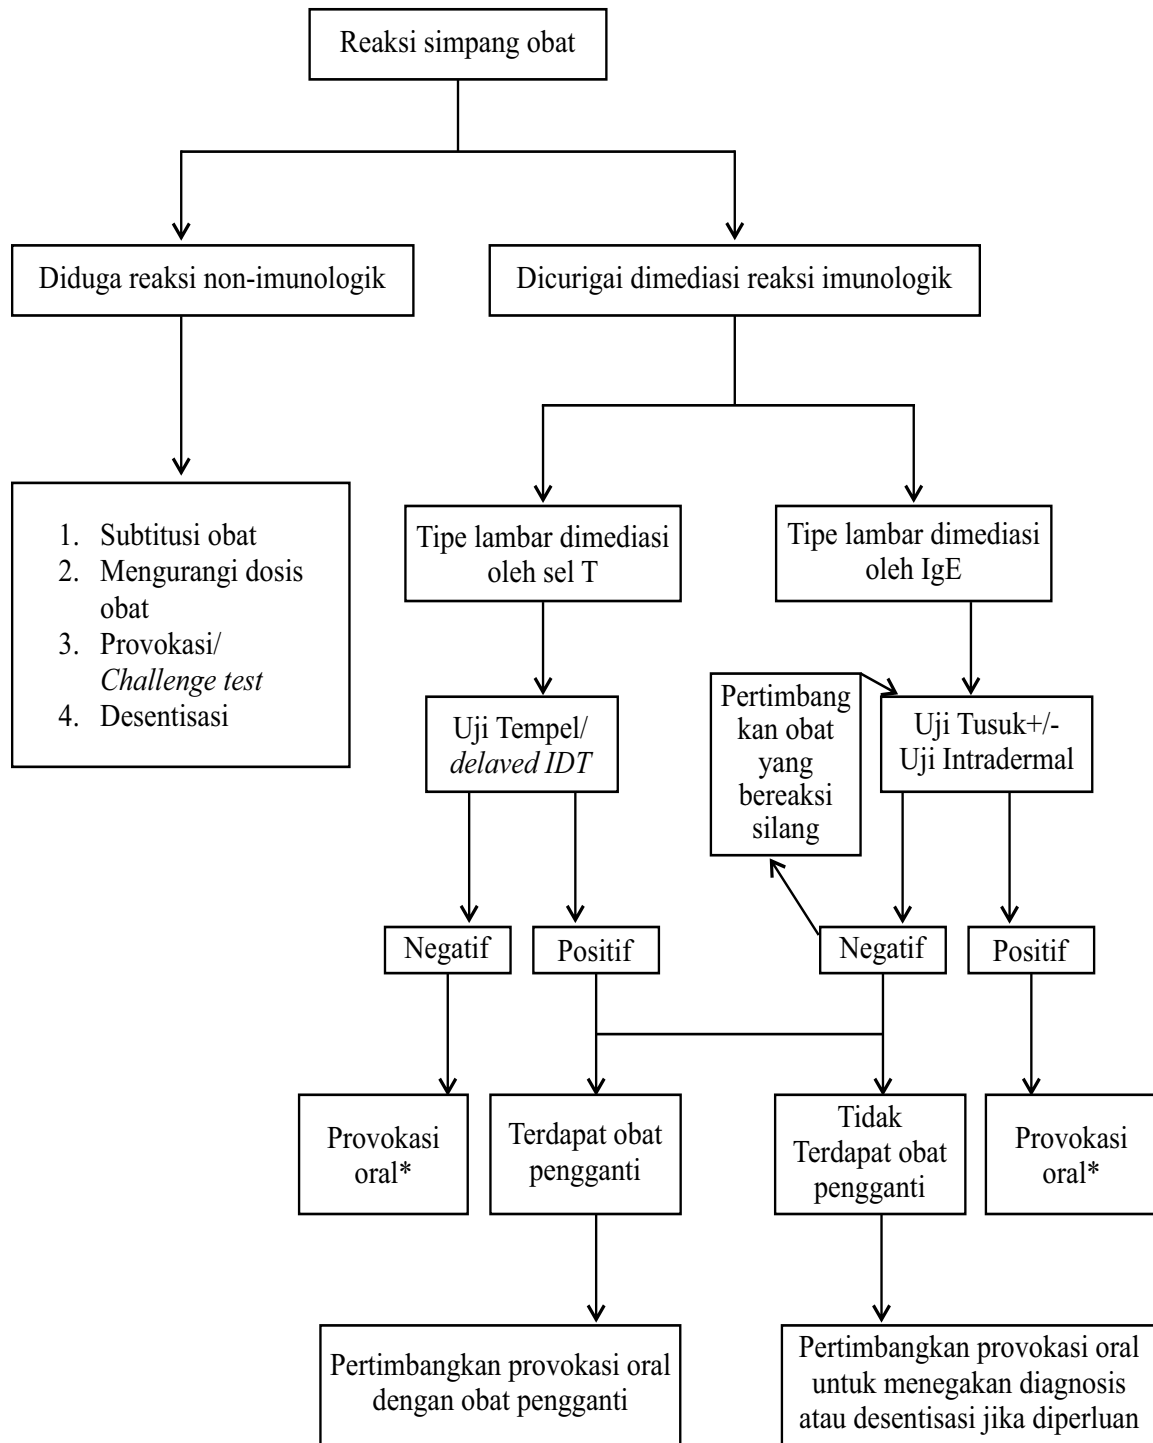 Reaksi simpang obat
Diduga reaksi non-imunologik
Dicurigai dimediasi reaksi imunologik
1. Subtitusi obat
2. Mengurangi dosis
obat
3. Provokasi/
Challenge test
4. Desentisasi
Tipe lambar dimediasi
oleh sel T
Tipe lambar dimediasi
oleh IgE
Uji Tempel/
delaved IDT
Pertimbang
kan obat
yang
bereaksi
silang
Uji Tusuk+/-
Uji Intradermal
Negatif
Positif
Negatif
Positif
Provokasi
oral*
Terdapat obat
pengganti
Tidak
Terdapat obat
pengganti
Provokasi
oral*
Pertimbangkan provokasi oral
dengan obat pengganti
Pertimbangkan provokasi oral
untuk menegakan diagnosis
atau desentisasi jika diperluan